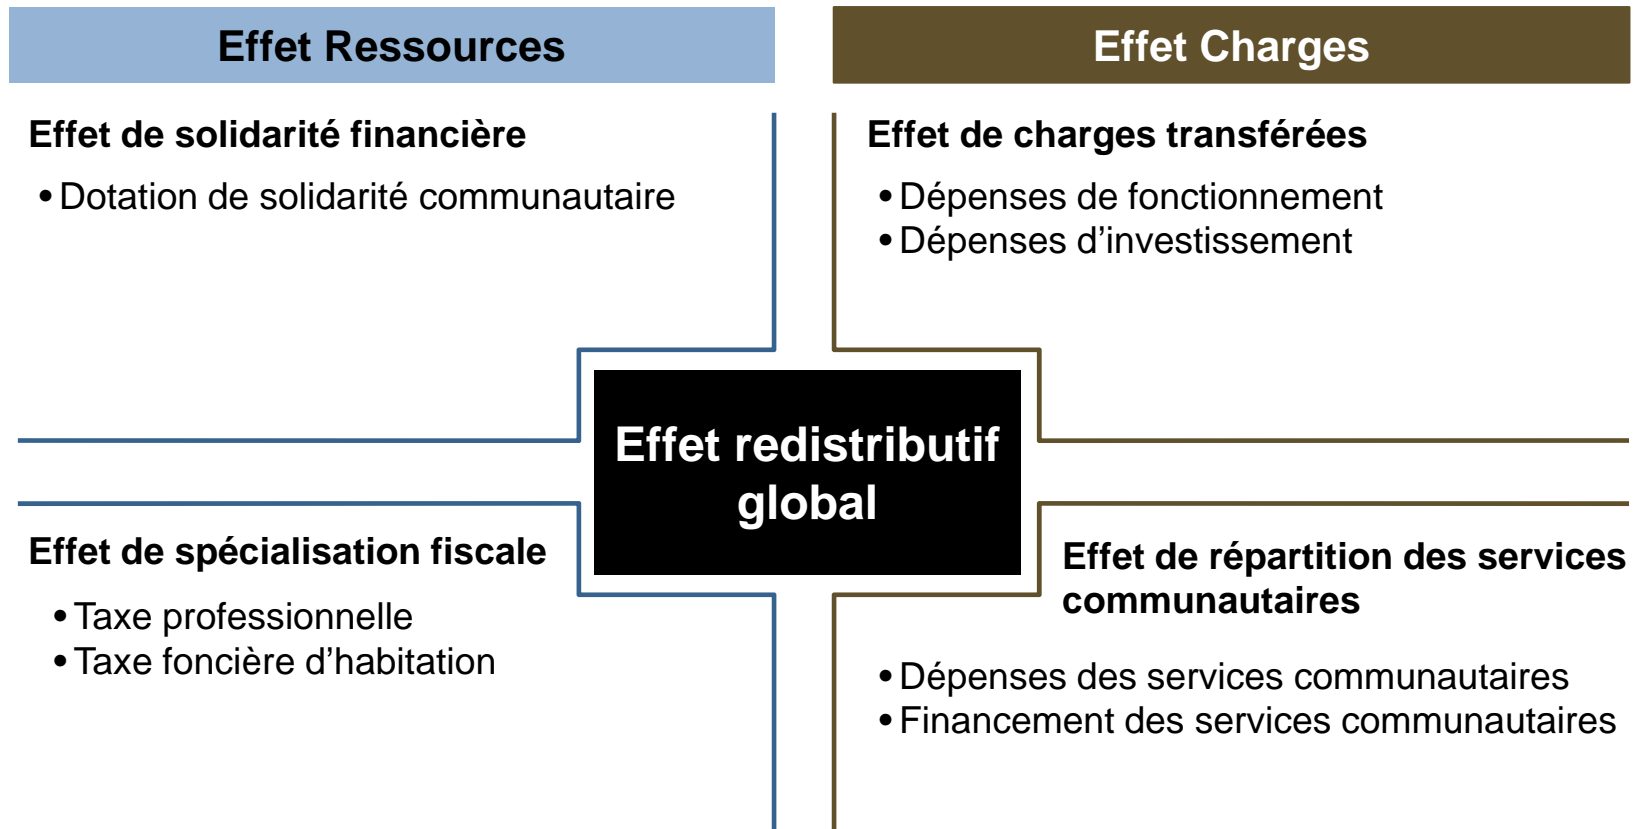 Effet Ressources
Effet Charges
Effet de solidarité financière
• Dotation de solidarité communautaire
Effet de charges transférées
• Dépenses de fonctionnement
• Dépenses d’investissement
Effet redistributif
global
Effet de spécialisation fiscale
• Taxe professionnelle
• Taxe foncière d’habitation
Effet de répartition des services
communautaires
• Dépenses des services communautaires
• Financement des services communautaires